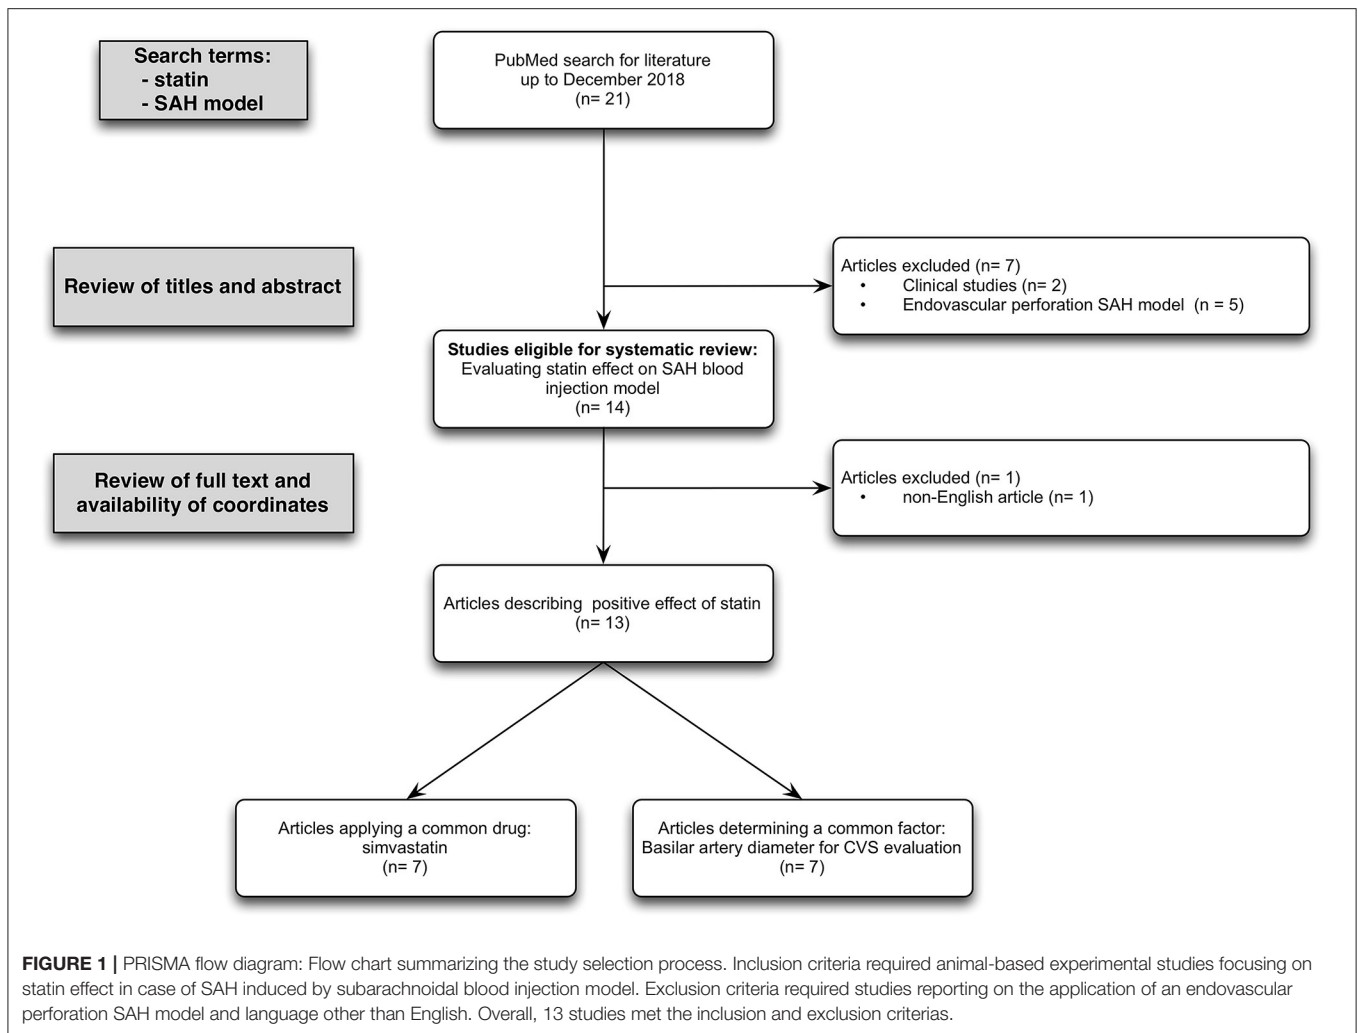 Search terms:
- statin
- SAH model
PubMed search for literature
up to December 2018
(n= 21)
Review of titles and abstract
Articles excluded (n= 7)
• Clinical studies (n= 2)
• Endovascular perforation SAH model (n = 5)
Studies eligible for systematic review:
Evaluating statin effect on SAH blood
injection model
(n= 14)
Review of full text and
availability of coordinates
Articles excluded (n= 1)
• non-English article (n= 1)
Articles describing positive effect of statin
(n= 13)
Articles applying a common drug:
simvastatin
(n= 7)
Articles determining a common factor:
Basilar artery diameter for CVS evaluation
(n= 7)
FIGURE 1 | PRISMA flow diagram: Flow chart summarizing the study selection process. Inclusion criteria required animal-based experimental studies focusing on
statin effect in case of SAH induced by subarachnoidal blood injection model. Exclusion criteria required studies reporting on the application of an endovascular
perforation SAH model and language other than English. Overall, 13 studies met the inclusion and exclusion criterias.